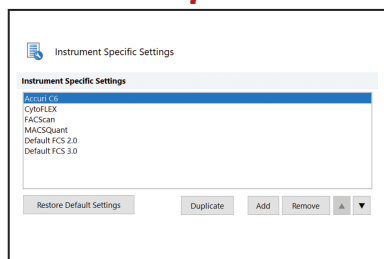 Instrument Specific Settings
Instrument Specific Settings
Accuri C6
CytoFLEX
FACScan
MACSQuant
Default FCS 2.0
Default FCS 3.0
Restore Default Settings Duplicate Add Remove ▲ ▼